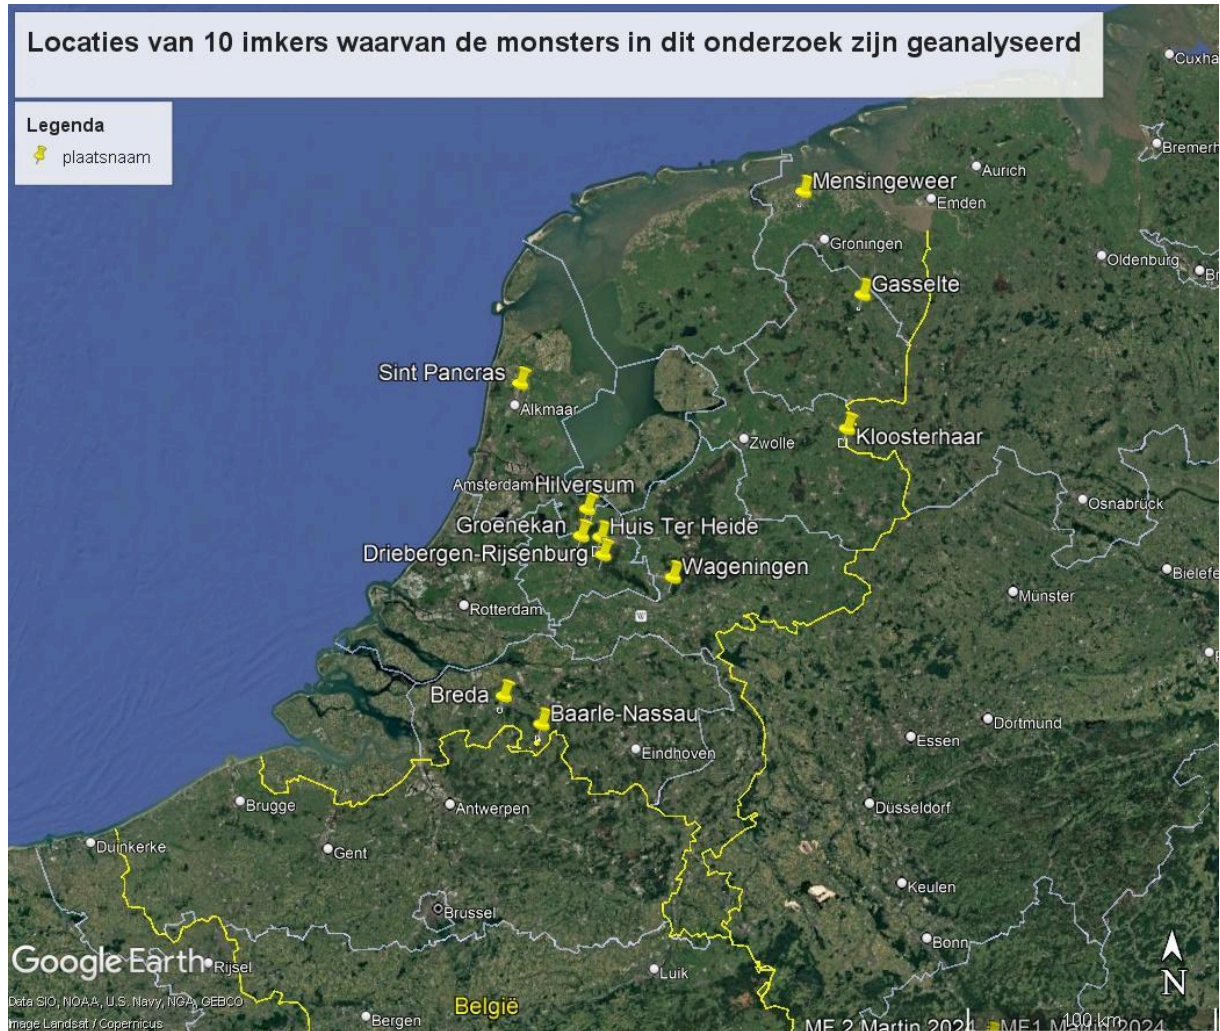 Locaties van 10 imkers waarvan de monsters in dit onderzoek zijn geanalyseerd
Legenda
plaatsnaam
Cuxha
Bremerh
Mensingeweer
Aurich
Emden
Groningen
Oldenburg
Br
Gasselte
Sint Pancras
Alkmaar
Kloosterhaar
Zwolle
Amsterdam
Hilversum
Osnabrück
Groenekan
Huis Ter Heide
Driebergen-Rijsenburg
Wageningen
Bielefe
Münster
Rotterdam
W
Breda
Baarle-Nassau
Dortmund
Essen
Eindhoven
Brugge
Antwerpen
Düsseldorf
Duinkerke
Gent
Keulen
Brussel
Bonn
Google Earth
Rijsel
Luik
N
Data SIO, NOAA, U.S. Navy, NGA, GEBCO
België
Image Landsat / Copernicus
Bergen
100 km